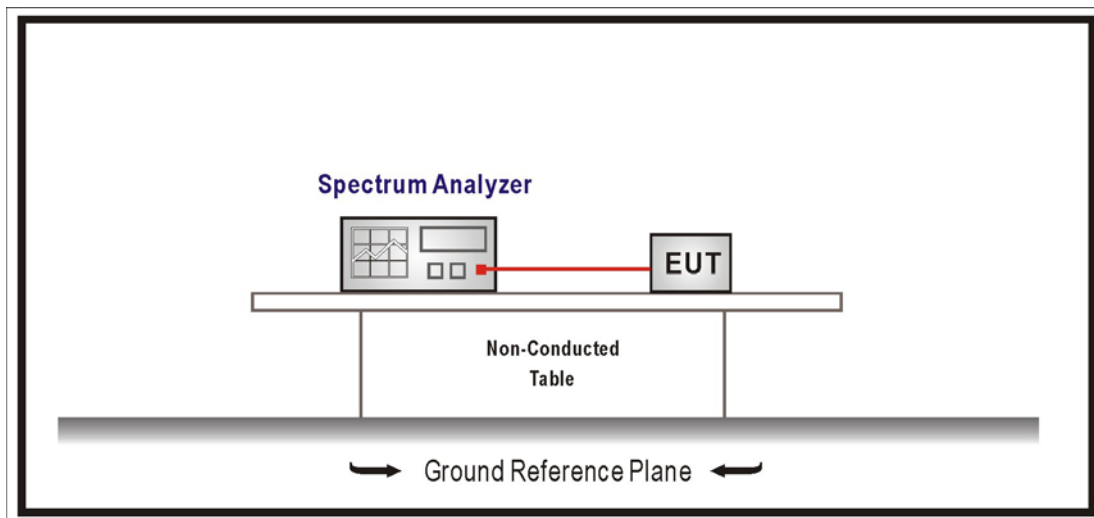 Spectrum Analyzer
EUT
Non-Conducted
Table
Ground Reference Plane